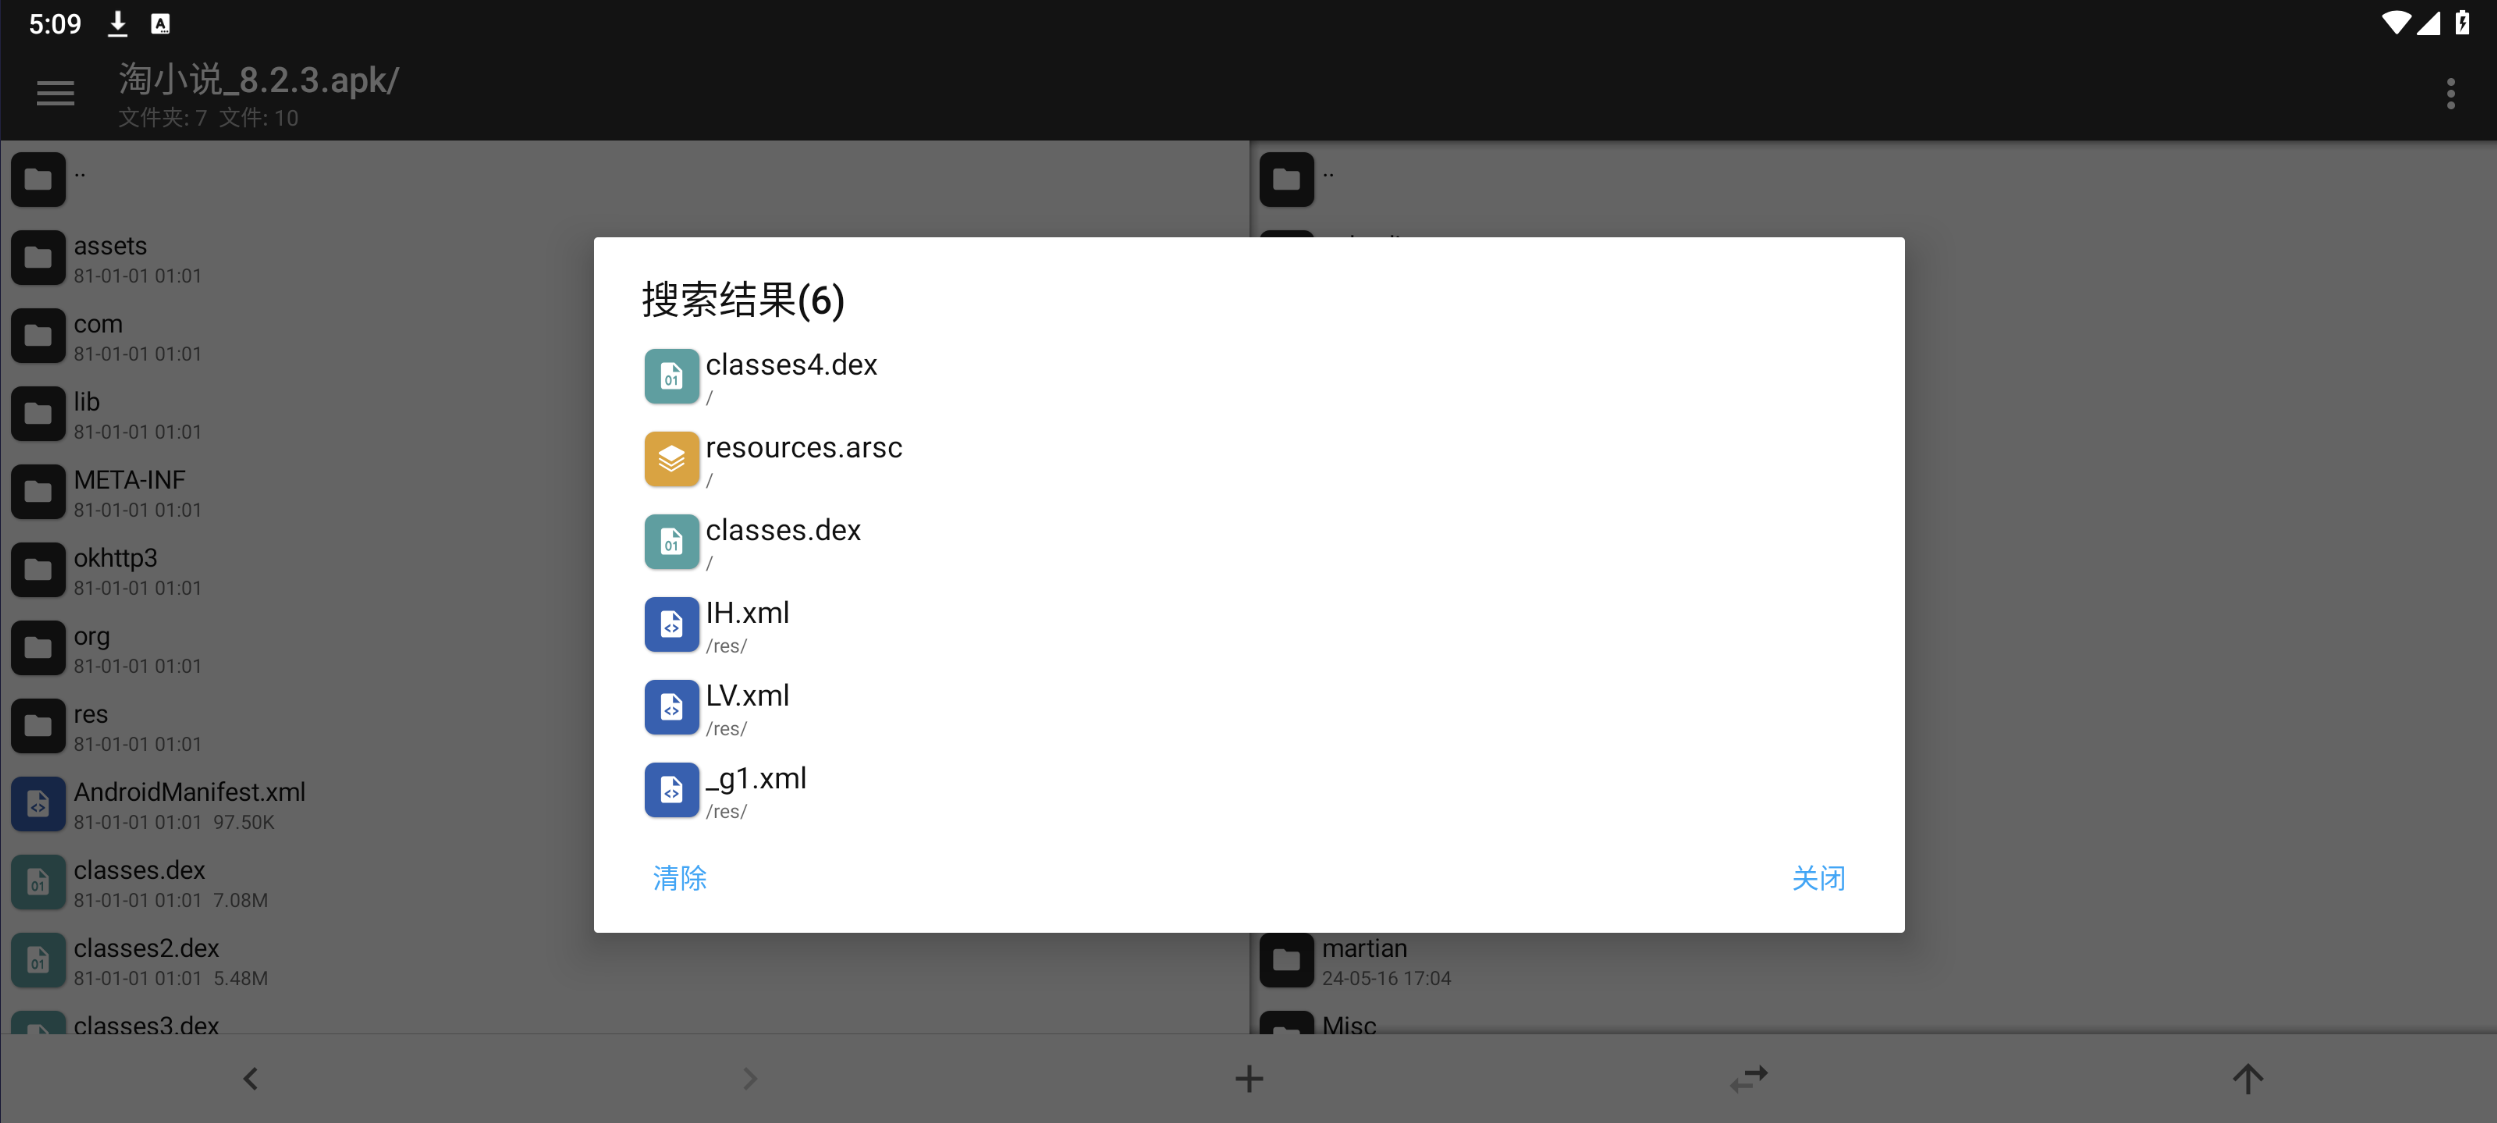 5:09
淘小说_8.2.3.apk/
文件夹: 7 文件: 10
..
assets
81-01-01 01:01
com
81-01-01 01:01
lib
81-01-01 01:01
META-INF
81-01-01 01:01
okhttp3
81-01-01 01:01
org
81-01-01 01:01
res
81-01-01 01:01
AndroidManifest.xml
81-01-01 01:01 97.50K
classes.dex
81-01-01 01:01 7.08M
classes2.dex
81-01-01 01:01 5.48M
classes3.dex
..
martian
24-05-16 17:04
Misc
搜索结果(6)
classes4.dex
/
resources.arsc
/
classes.dex
/
IH.xml
/res/
LV.xml
/res/
_g1.xml
/res/
清除
关闭